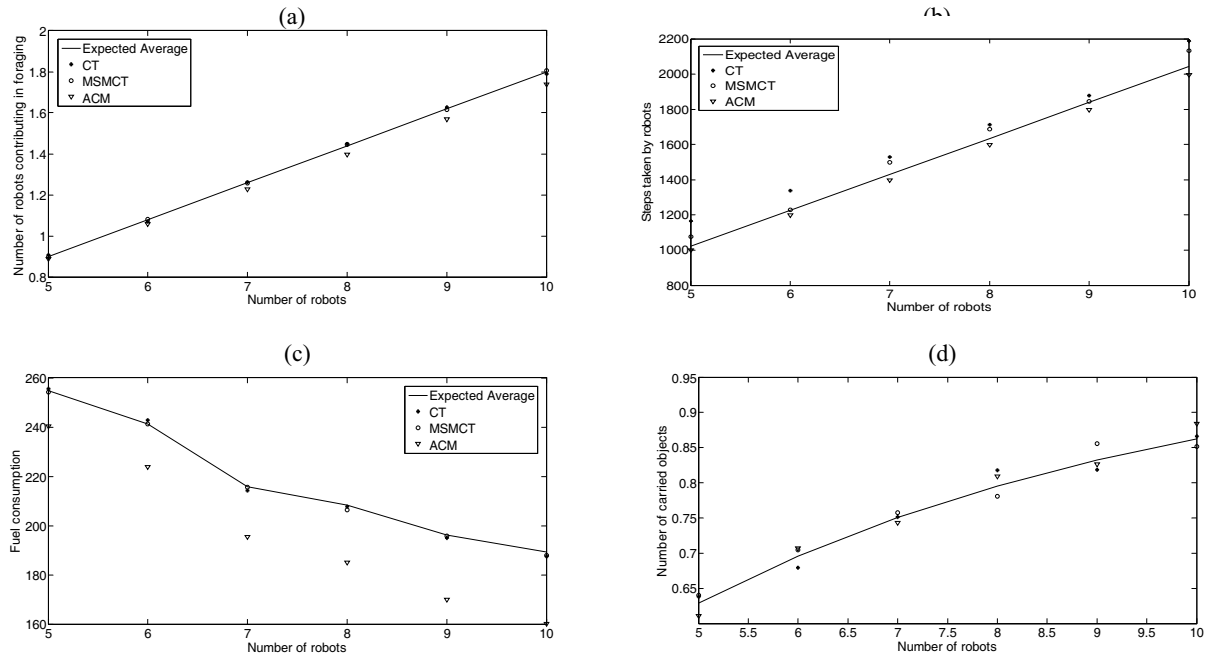 (a)
2
1.8
1.6
1.4
1.2
1
0.8
Number of robots contributing in foraging
Expected Average
CT
MSMCT
ACM
5 6 7 8 9 10
Number of robots
(b)
2200
2000
1800
1600
1400
1200
1000
800
Steps taken by robots
Expected Average
CT
MSMCT
ACM
5 6 7 8 9 10
Number of robots
(c)
260
240
220
200
180
160
Fuel consumption
Expected Average
CT
MSMCT
ACM
5 6 7 8 9 10
Number of robots
(d)
0.95
0.9
0.85
0.8
0.75
0.7
0.65
Number of carried objects
5 5.5 6 6.5 7 7.5 8 8.5 9 9.5 10
Number of robots